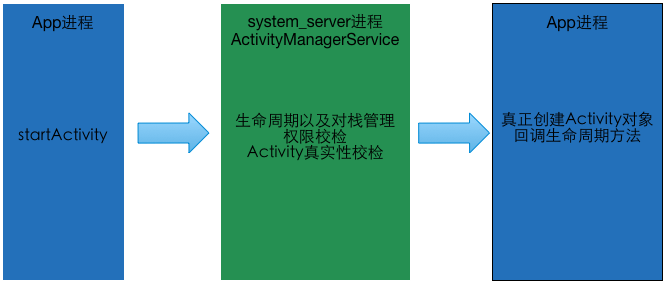 App进程
startActivity
system_server进程
ActivityManagerService
生命周期以及对栈管理
权限校检
Activity真实性校检
App进程
真正创建Activity对象
回调生命周期方法